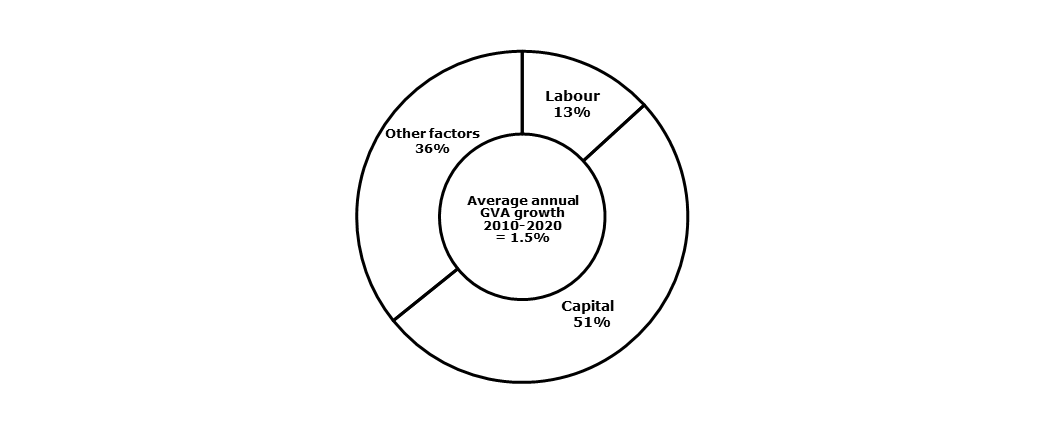 Labour
13%
Other factors
36%
Average annual
GVA growth
2010-2020
= 1.5%
Capital
51%